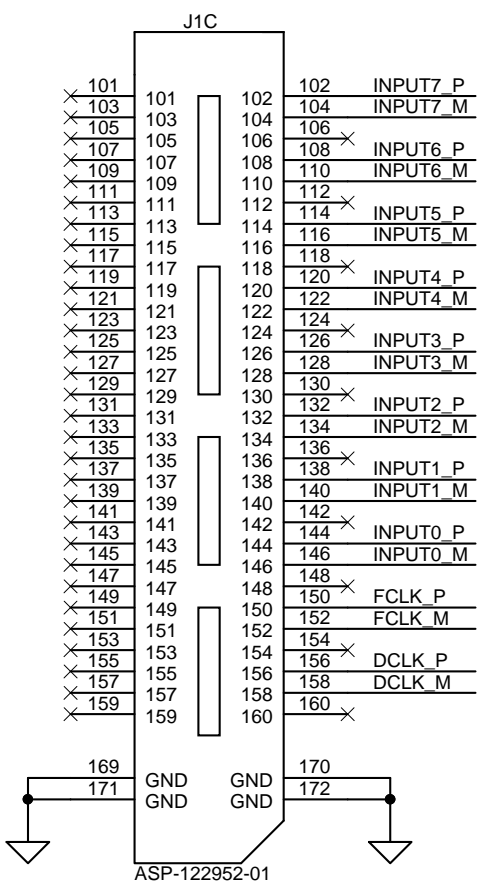 J1C
101 101 102 102 INPUT7_P
103 103 104 104 INPUT7_M
105 105 106 106
107 107 108 108 INPUT6_P
109 109 110 110 INPUT6_M
111 111 112 112
113 113 114 114 INPUT5_P
115 115 116 116 INPUT5_M
117 117 118 118
119 119 120 120 INPUT4_P
121 121 122 122 INPUT4_M
123 123 124 124
125 125 126 126 INPUT3_P
127 127 128 128 INPUT3_M
129 129 130 130
131 131 132 132 INPUT2_P
133 133 134 134 INPUT2_M
135 135 136 136
137 137 138 138 INPUT1_P
139 139 140 140 INPUT1_M
141 141 142 142
143 143 144 144 INPUT0_P
145 145 146 146 INPUT0_M
147 147 148 148
149 149 150 150 FCLK_P
151 151 152 152 FCLK_M
153 153 154 154
155 155 156 156 DCLK_P
157 157 158 158 DCLK_M
159 159 160 160
169 GND GND 170
171 GND GND 172
ASP-122952-01